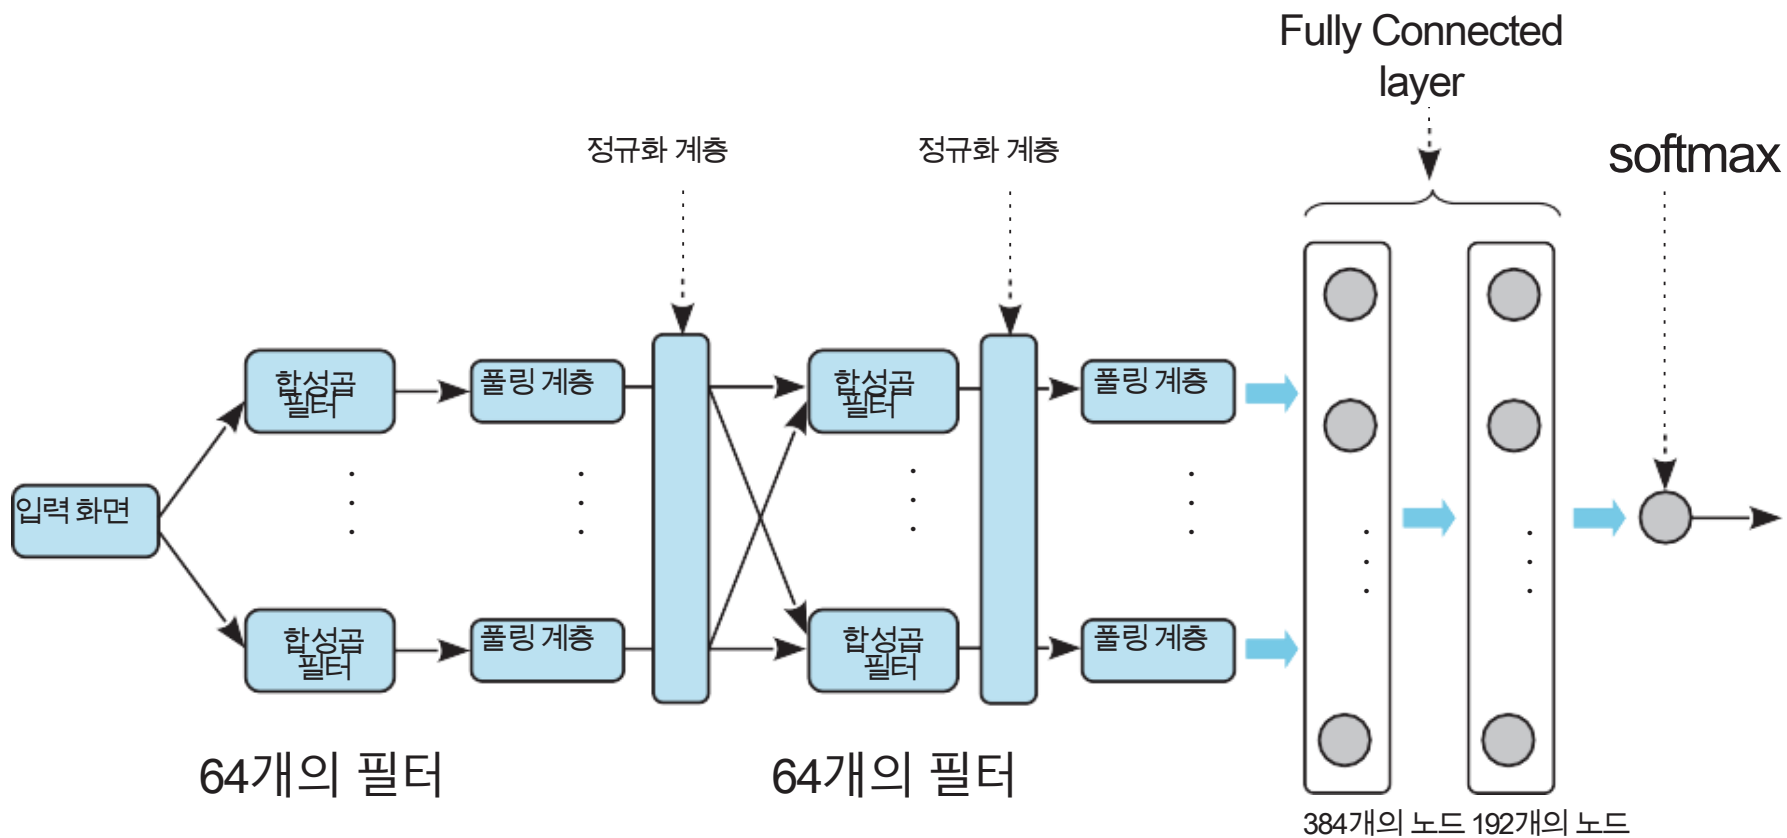 Fully Connected
layer
정규화 계층
정규화 계층
softmax
합성곱
필터
풀링 계층
합성곱
필터
풀링 계층
입력 화면
합성곱
필터
풀링 계층
합성곱
필터
풀링 계층
64개의 필터
64개의 필터
384개의 노드 192개의 노드